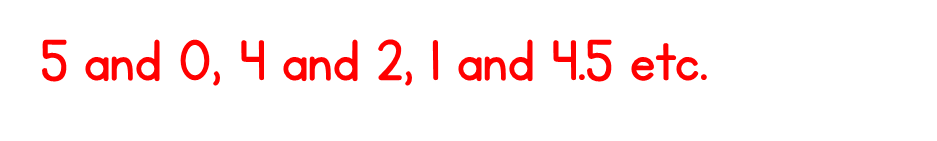 5 and 0, 4 and 2, 1 and 4.5 etc.